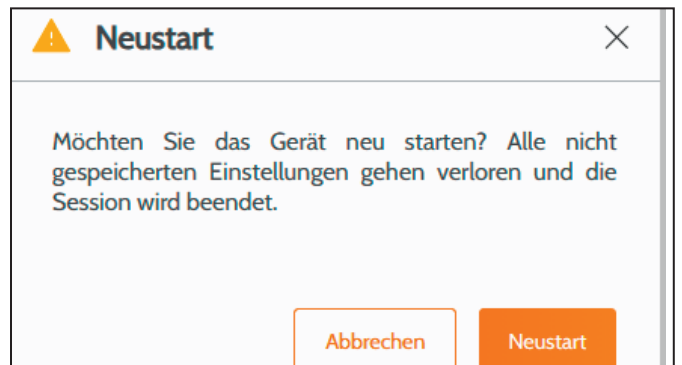 Neustart
Möchten Sie das Gerät neu starten? Alle nicht
gespeicherten Einstellungen gehen verloren und die
Session wird beendet.
Abbrechen Neustart